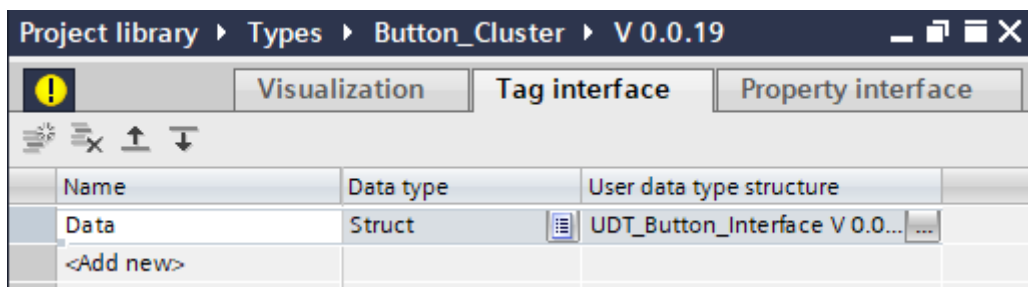 Project library ▸ Types ▸ Button_Cluster ▸ V 0.0.19
Visualization Tag interface Property interface
Name Data type User data type structure
Data Struct UDT_Button_Interface V 0.0... ...
<Add new>